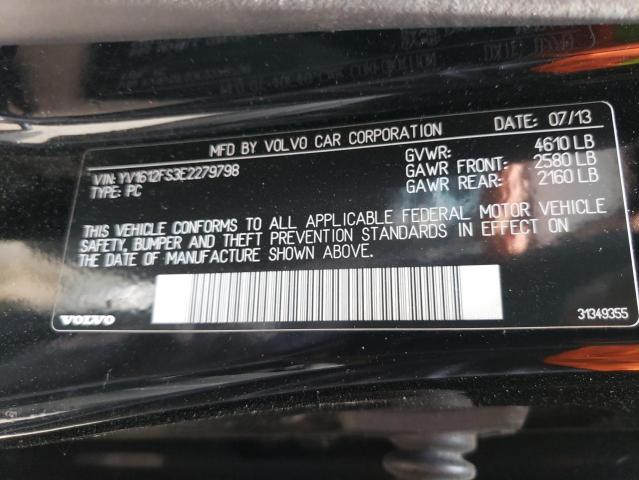 MFD BY VOLVO CAR CORPORATION DATE: 07/13
VIN: YV1612FS3E2279798 GVWR: 4610 LB
TYPE: PC GAWR FRONT: 2580 LB
GAWR REAR: 2160 LB
THIS VEHICLE CONFORMS TO ALL APPLICABLE FEDERAL MOTOR VEHICLE
SAFETY, BUMPER AND THEFT PREVENTION STANDARDS IN EFFECT ON
THE DATE OF MANUFACTURE SHOWN ABOVE.
VOLVO 31349355